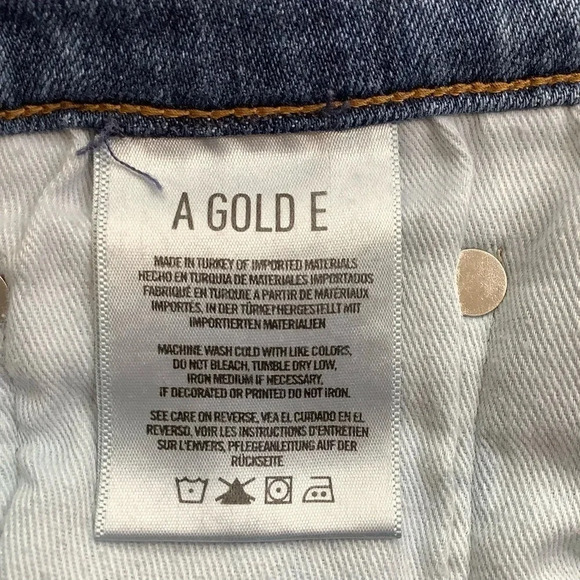 A GOLD E
MADE IN TURKEY OF IMPORTED MATERIALS
HECHO EN TURQUIA DE MATERIALES IMPORTADOS
FABRIQUÉ EN TURQUIE A PARTIR DE MATÉRIAUX
IMPORTÉS, IN DER TÜRKEI HERGESTELLT MIT
IMPORTIERTEN MATERIALIEN
MACHINE WASH COLD WITH LIKE COLORS,
DO NOT BLEACH, TUMBLE DRY LOW,
IRON MEDIUM IF NECESSARY,
IF DECORATED OR PRINTED DO NOT IRON.
SEE CARE ON REVERSE, VEA EL CUIDADO EN EL
REVERSO, VOIR LES INSTRUCTIONS D'ENTRETIEN
SUR L'ENVERS, PFLEGEANLEITUNG AUF DER
RÜCKSEITE